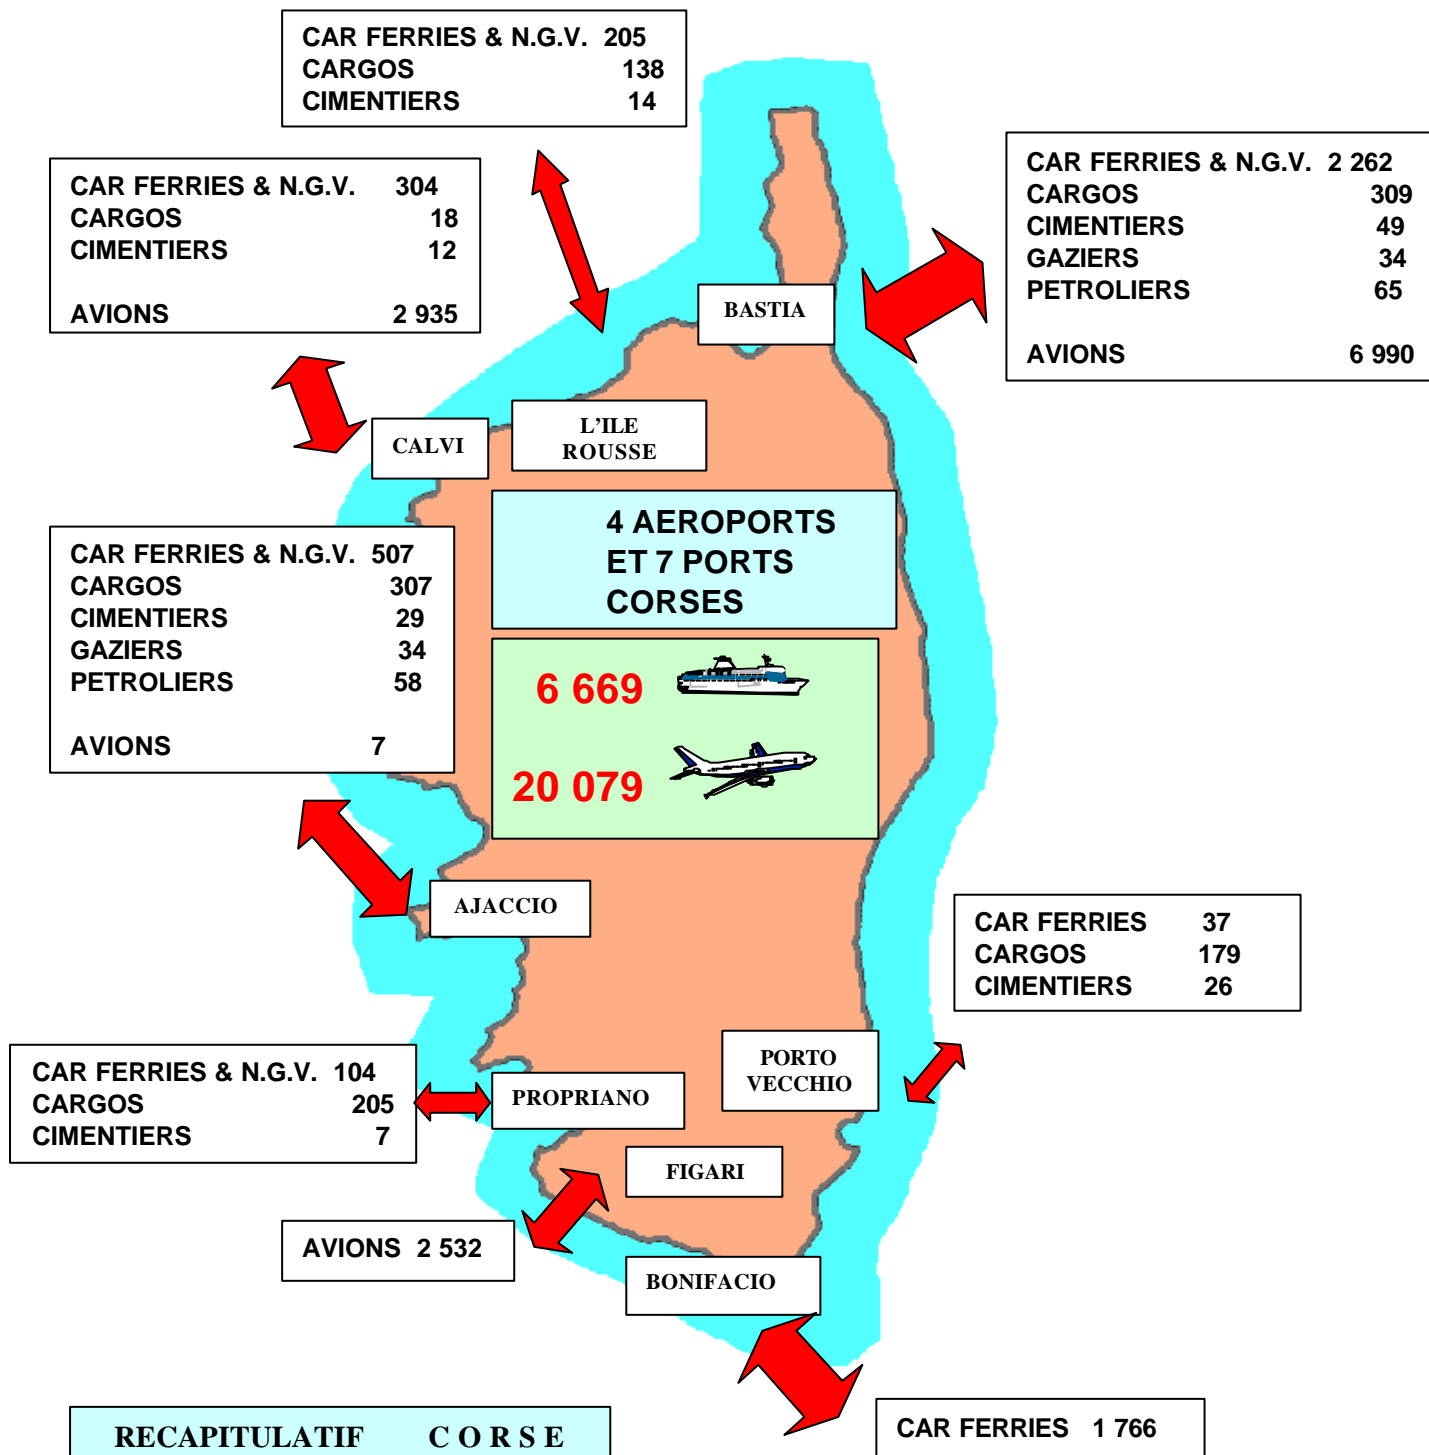 CAR FERRIES & N.G.V. 205
CARGOS 138
CIMENTIERS 14
CAR FERRIES & N.G.V. 304
CARGOS 18
CIMENTIERS 12
AVIONS 2 935
CAR FERRIES & N.G.V. 2 262
CARGOS 309
CIMENTIERS 49
GAZIERS 34
PETROLIERS 65
AVIONS 6 990
BASTIA
CALVI
L'ILE
ROUSSE
4 AEROPORTS
ET 7 PORTS
CORSES
CAR FERRIES & N.G.V. 507
CARGOS 307
CIMENTIERS 29
GAZIERS 34
PETROLIERS 58
AVIONS 7
6 669
20 079
AJACCIO
CAR FERRIES 37
CARGOS 179
CIMENTIERS 26
CAR FERRIES & N.G.V. 104
CARGOS 205
CIMENTIERS 7
PROPRIANO
PORTO
VECCHIO
FIGARI
AVIONS 2 532
BONIFACIO
CAR FERRIES 1 766
RECAPITULATIF C O R S E